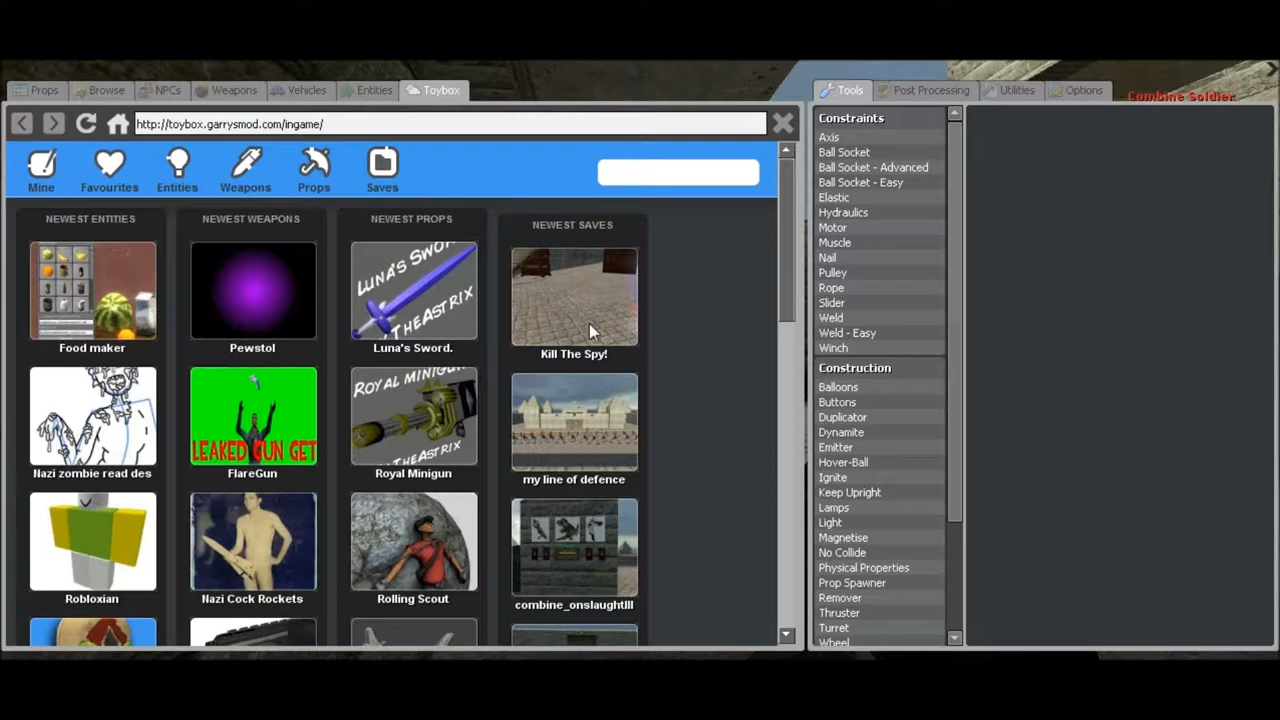 Props Browse NPCs Weapons Vehicles Entities Toybox
Tools Post Processing Utilities Options
Combine Soldier
http://toybox.garrysmod.com/ingame/
Mine Favourites Entities Weapons Props Saves
NEWEST ENTITIES
Food maker
Nazi zombie read des
Robloxian
NEWEST WEAPONS
Pewstol
LEAKED GUN GET
FlareGun
Nazi Cock Rockets
NEWEST PROPS
LUNA'S SWORD.
THEASTRIX
Luna's Sword.
ROYAL MINIGUN
THEASTRIX
Royal Minigun
Rolling Scout
NEWEST SAVES
Kill The Spy!
my line of defence
combine_onslaughtIII
Constraints
Axis
Ball Socket
Ball Socket - Advanced
Ball Socket - Easy
Elastic
Hydraulics
Motor
Muscle
Nail
Pulley
Rope
Slider
Weld
Weld - Easy
Winch
Construction
Balloons
Buttons
Duplicator
Dynamite
Emitter
Hover-Ball
Ignite
Keep Upright
Lamps
Light
Magnetise
No Collide
Physical Properties
Prop Spawner
Remover
Thruster
Turret
Wheel